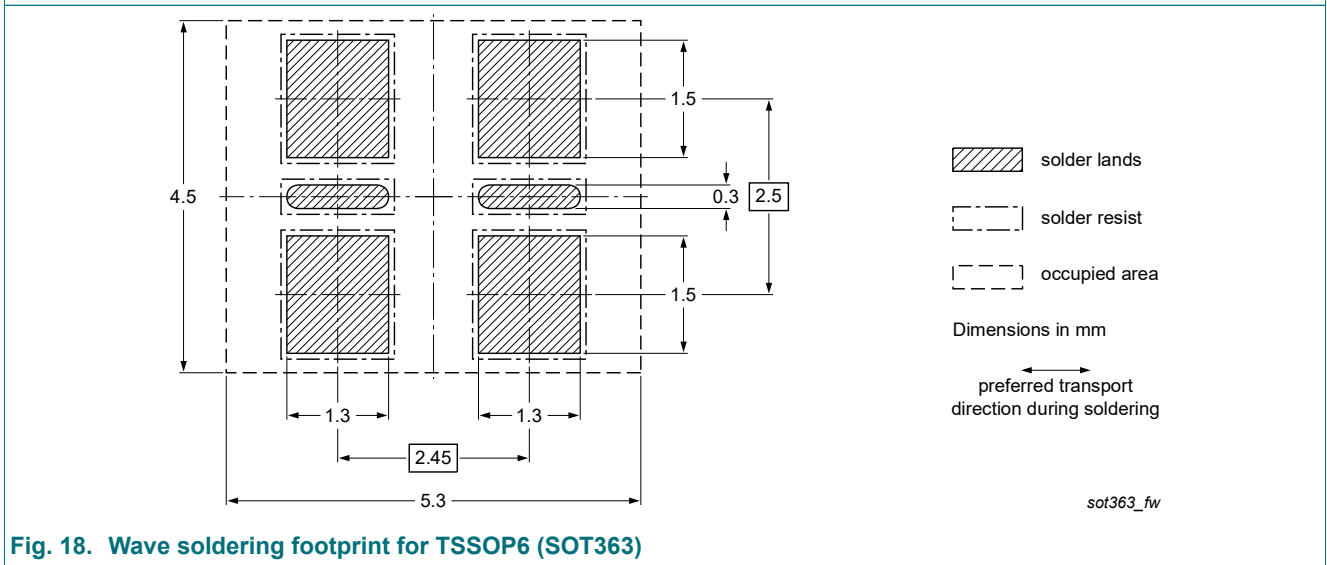 1.5
solder lands
4.5
0.3 2.5
solder resist
occupied area
1.5
Dimensions in mm
preferred transport
direction during soldering
1.3 1.3
2.45
5.3
sot363_fw
Fig. 18. Wave soldering footprint for TSSOP6 (SOT363)